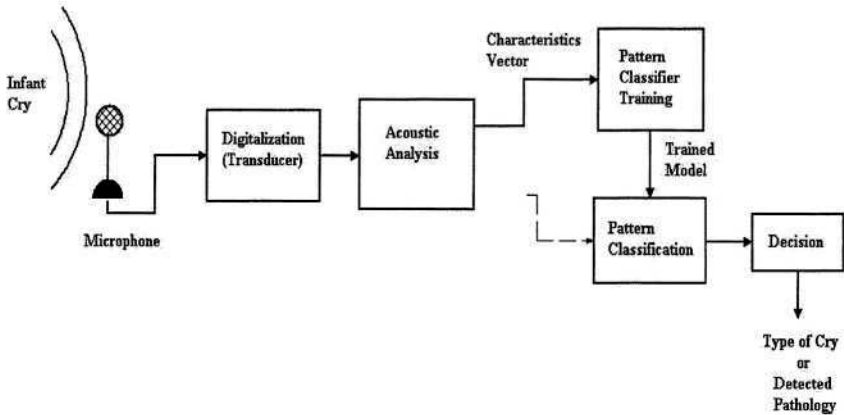 Infant
Cry
Microphone
Digitalization
(Transducer)
Acoustic
Analysis
Characteristics
Vector
Pattern
Classifier
Training
Trained
Model
Pattern
Classification
Decision
Type of Cry
or
Detected
Pathology